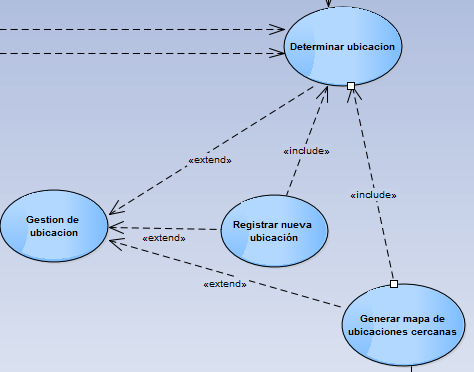 Determinar ubicacion
«extend»
«include»
«include»
Gestion de
ubicacion
«extend»
Registrar nueva
ubicación
«extend»
Generar mapa de
ubicaciones cercanas